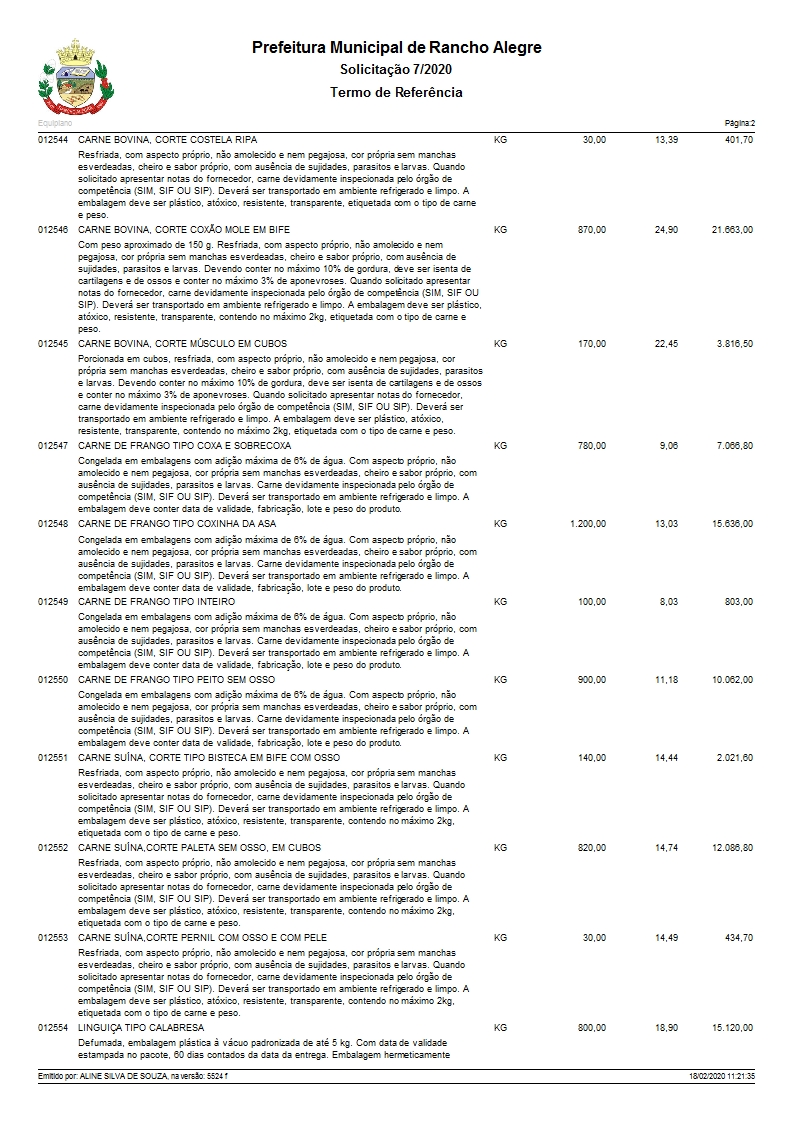 Prefeitura Municipal de Rancho Alegre
Solicitação 7/2020
Termo de Referência
Equiplano Página:2
012544 CARNE BOVINA, CORTE COSTELA RIPA KG 30,00 13,39 401,70
Resfriada, com aspecto próprio, não amolecido e nem pegajosa, cor própria sem manchas
esverdeadas, cheiro e sabor próprio, com ausência de sujidades, parasitos e larvas. Quando
solicitado apresentar notas do fornecedor, carne devidamente inspecionada pelo órgão de
competência (SIM, SIF OU SIP). Deverá ser transportado em ambiente refrigerado e limpo. A
embalagem deve ser plástico, atóxico, resistente, transparente, etiquetada com o tipo de carne
e peso.
012546 CARNE BOVINA, CORTE COXÃO MOLE EM BIFE KG 870,00 24,90 21.663,00
Com peso aproximado de 150 g. Resfriada, com aspecto próprio, não amolecido e nem
pegajosa, cor própria sem manchas esverdeadas, cheiro e sabor próprio, com ausência de
sujidades, parasitos e larvas. Devendo conter no máximo 10% de gordura, deve ser isenta de
cartilagens e de ossos e conter no máximo 3% de aponevroses. Quando solicitado apresentar
notas do fornecedor, carne devidamente inspecionada pelo órgão de competência (SIM, SIF OU
SIP). Deverá ser transportado em ambiente refrigerado e limpo. A embalagem deve ser plástico,
atóxico, resistente, transparente, contendo no máximo 2kg, etiquetada com o tipo de carne e
peso.
012545 CARNE BOVINA, CORTE MÚSCULO EM CUBOS KG 170,00 22,45 3.816,50
Porcionada em cubos, resfriada, com aspecto próprio, não amolecido e nem pegajosa, cor
própria sem manchas esverdeadas, cheiro e sabor próprio, com ausência de sujidades, parasitos
e larvas. Devendo conter no máximo 10% de gordura, deve ser isenta de cartilagens e de ossos
e conter no máximo 3% de aponevroses. Quando solicitado apresentar notas do fornecedor,
carne devidamente inspecionada pelo órgão de competência (SIM, SIF OU SIP). Deverá ser
transportado em ambiente refrigerado e limpo. A embalagem deve ser plástico, atóxico,
resistente, transparente, contendo no máximo 2kg, etiquetada com o tipo de carne e peso.
012547 CARNE DE FRANGO TIPO COXA E SOBRECOXA KG 780,00 9,06 7.066,80
Congelada em embalagens com adição máxima de 6% de água. Com aspecto próprio, não
amolecido e nem pegajosa, cor própria sem manchas esverdeadas, cheiro e sabor próprio, com
ausência de sujidades, parasitos e larvas. Carne devidamente inspecionada pelo órgão de
competência (SIM, SIF OU SIP). Deverá ser transportado em ambiente refrigerado e limpo. A
embalagem deve conter data de validade, fabricação, lote e peso do produto.
012548 CARNE DE FRANGO TIPO COXINHA DA ASA KG 1.200,00 13,03 15.636,00
Congelada em embalagens com adição máxima de 6% de água. Com aspecto próprio, não
amolecido e nem pegajosa, cor própria sem manchas esverdeadas, cheiro e sabor próprio, com
ausência de sujidades, parasitos e larvas. Carne devidamente inspecionada pelo órgão de
competência (SIM, SIF OU SIP). Deverá ser transportado em ambiente refrigerado e limpo. A
embalagem deve conter data de validade, fabricação, lote e peso do produto.
012549 CARNE DE FRANGO TIPO INTEIRO KG 100,00 8,03 803,00
Congelada em embalagens com adição máxima de 6% de água. Com aspecto próprio, não
amolecido e nem pegajosa, cor própria sem manchas esverdeadas, cheiro e sabor próprio, com
ausência de sujidades, parasitos e larvas. Carne devidamente inspecionada pelo órgão de
competência (SIM, SIF OU SIP). Deverá ser transportado em ambiente refrigerado e limpo. A
embalagem deve conter data de validade, fabricação, lote e peso do produto.
012550 CARNE DE FRANGO TIPO PEITO SEM OSSO KG 900,00 11,18 10.062,00
Congelada em embalagens com adição máxima de 6% de água. Com aspecto próprio, não
amolecido e nem pegajosa, cor própria sem manchas esverdeadas, cheiro e sabor próprio, com
ausência de sujidades, parasitos e larvas. Carne devidamente inspecionada pelo órgão de
competência (SIM, SIF OU SIP). Deverá ser transportado em ambiente refrigerado e limpo. A
embalagem deve conter data de validade, fabricação, lote e peso do produto.
012551 CARNE SUÍNA, CORTE TIPO BISTECA EM BIFE COM OSSO KG 140,00 14,44 2.021,60
Resfriada, com aspecto próprio, não amolecido e nem pegajosa, cor própria sem manchas
esverdeadas, cheiro e sabor próprio, com ausência de sujidades, parasitos e larvas. Quando
solicitado apresentar notas do fornecedor, carne devidamente inspecionada pelo órgão de
competência (SIM, SIF OU SIP). Deverá ser transportado em ambiente refrigerado e limpo. A
embalagem deve ser plástico, atóxico, resistente, transparente, contendo no máximo 2kg,
etiquetada com o tipo de carne e peso.
012552 CARNE SUÍNA,CORTE PALETA SEM OSSO, EM CUBOS KG 820,00 14,74 12.086,80
Resfriada, com aspecto próprio, não amolecido e nem pegajosa, cor própria sem manchas
esverdeadas, cheiro e sabor próprio, com ausência de sujidades, parasitos e larvas. Quando
solicitado apresentar notas do fornecedor, carne devidamente inspecionada pelo órgão de
competência (SIM, SIF OU SIP). Deverá ser transportado em ambiente refrigerado e limpo. A
embalagem deve ser plástico, atóxico, resistente, transparente, contendo no máximo 2kg,
etiquetada com o tipo de carne e peso.
012553 CARNE SUÍNA,CORTE PERNIL COM OSSO E COM PELE KG 30,00 14,49 434,70
Resfriada, com aspecto próprio, não amolecido e nem pegajosa, cor própria sem manchas
esverdeadas, cheiro e sabor próprio, com ausência de sujidades, parasitos e larvas. Quando
solicitado apresentar notas do fornecedor, carne devidamente inspecionada pelo órgão de
competência (SIM, SIF OU SIP). Deverá ser transportado em ambiente refrigerado e limpo. A
embalagem deve ser plástico, atóxico, resistente, transparente, contendo no máximo 2kg,
etiquetada com o tipo de carne e peso.
012554 LINGUIÇA TIPO CALABRESA KG 800,00 18,90 15.120,00
Defumada, embalagem plástica à vácuo padronizada de até 5 kg. Com data de validade
estampada no pacote, 60 dias contados da data da entrega. Embalagem hermeticamente
Emitido por: ALINE SILVA DE SOUZA, na versão: 5524 f 18/02/2020 11:21:35